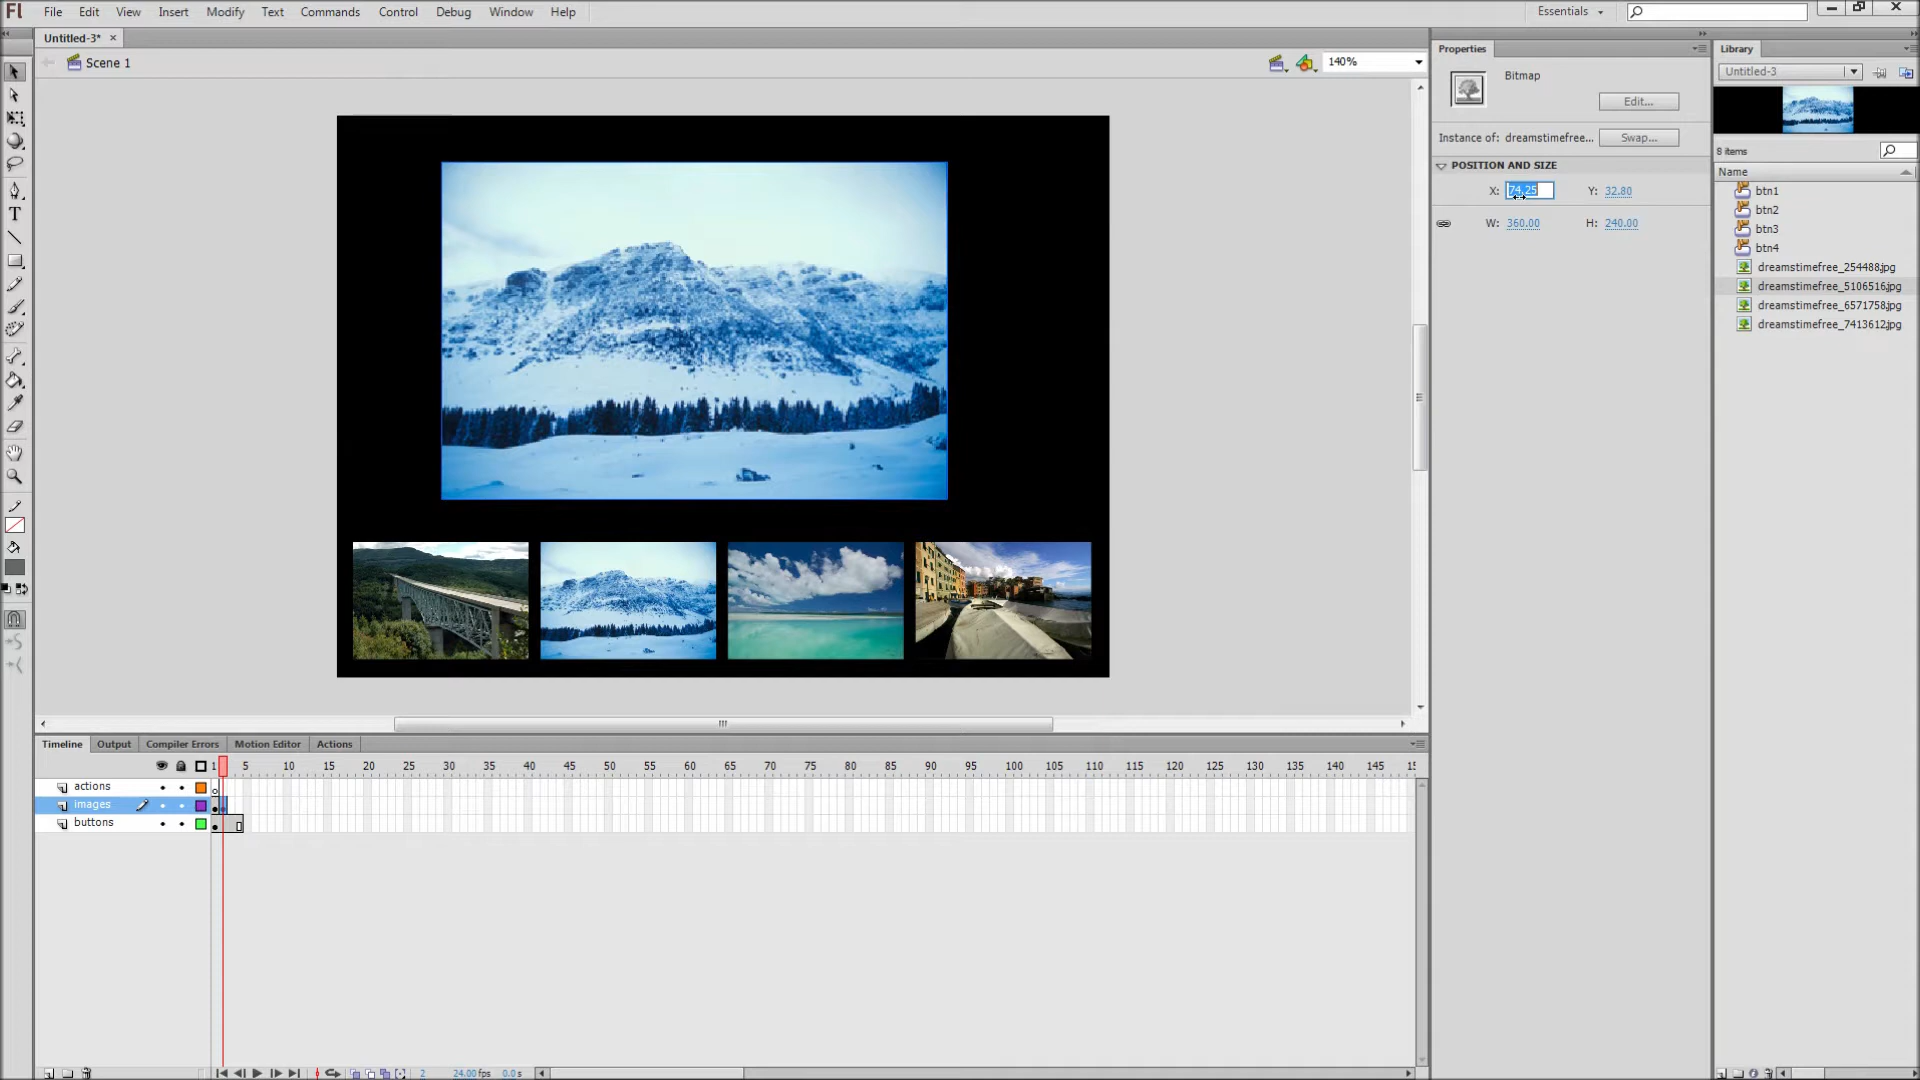 Fl File Edit View Insert Modify Text Commands Control Debug Window Help Essentials
Untitled-3* ×
Scene 1 140%
Properties
Bitmap
Edit...
Instance of: dreamstimefree... Swap...
POSITION AND SIZE
X: 74.25 Y: 32.80
W: 360.00 H: 240.00
Library
Untitled-3
8 items
Name
btn1
btn2
btn3
btn4
dreamstimefree_254488.jpg
dreamstimefree_5106516.jpg
dreamstimefree_6571758.jpg
dreamstimefree_7413612.jpg
Timeline Output Compiler Errors Motion Editor Actions
1 5 10 15 20 25 30 35 40 45 50 55 60 65 70 75 80 85 90 95 100 105 110 115 120 125 130 135 140 145 15
actions
images
buttons
2 24.00 fps 0.0 s